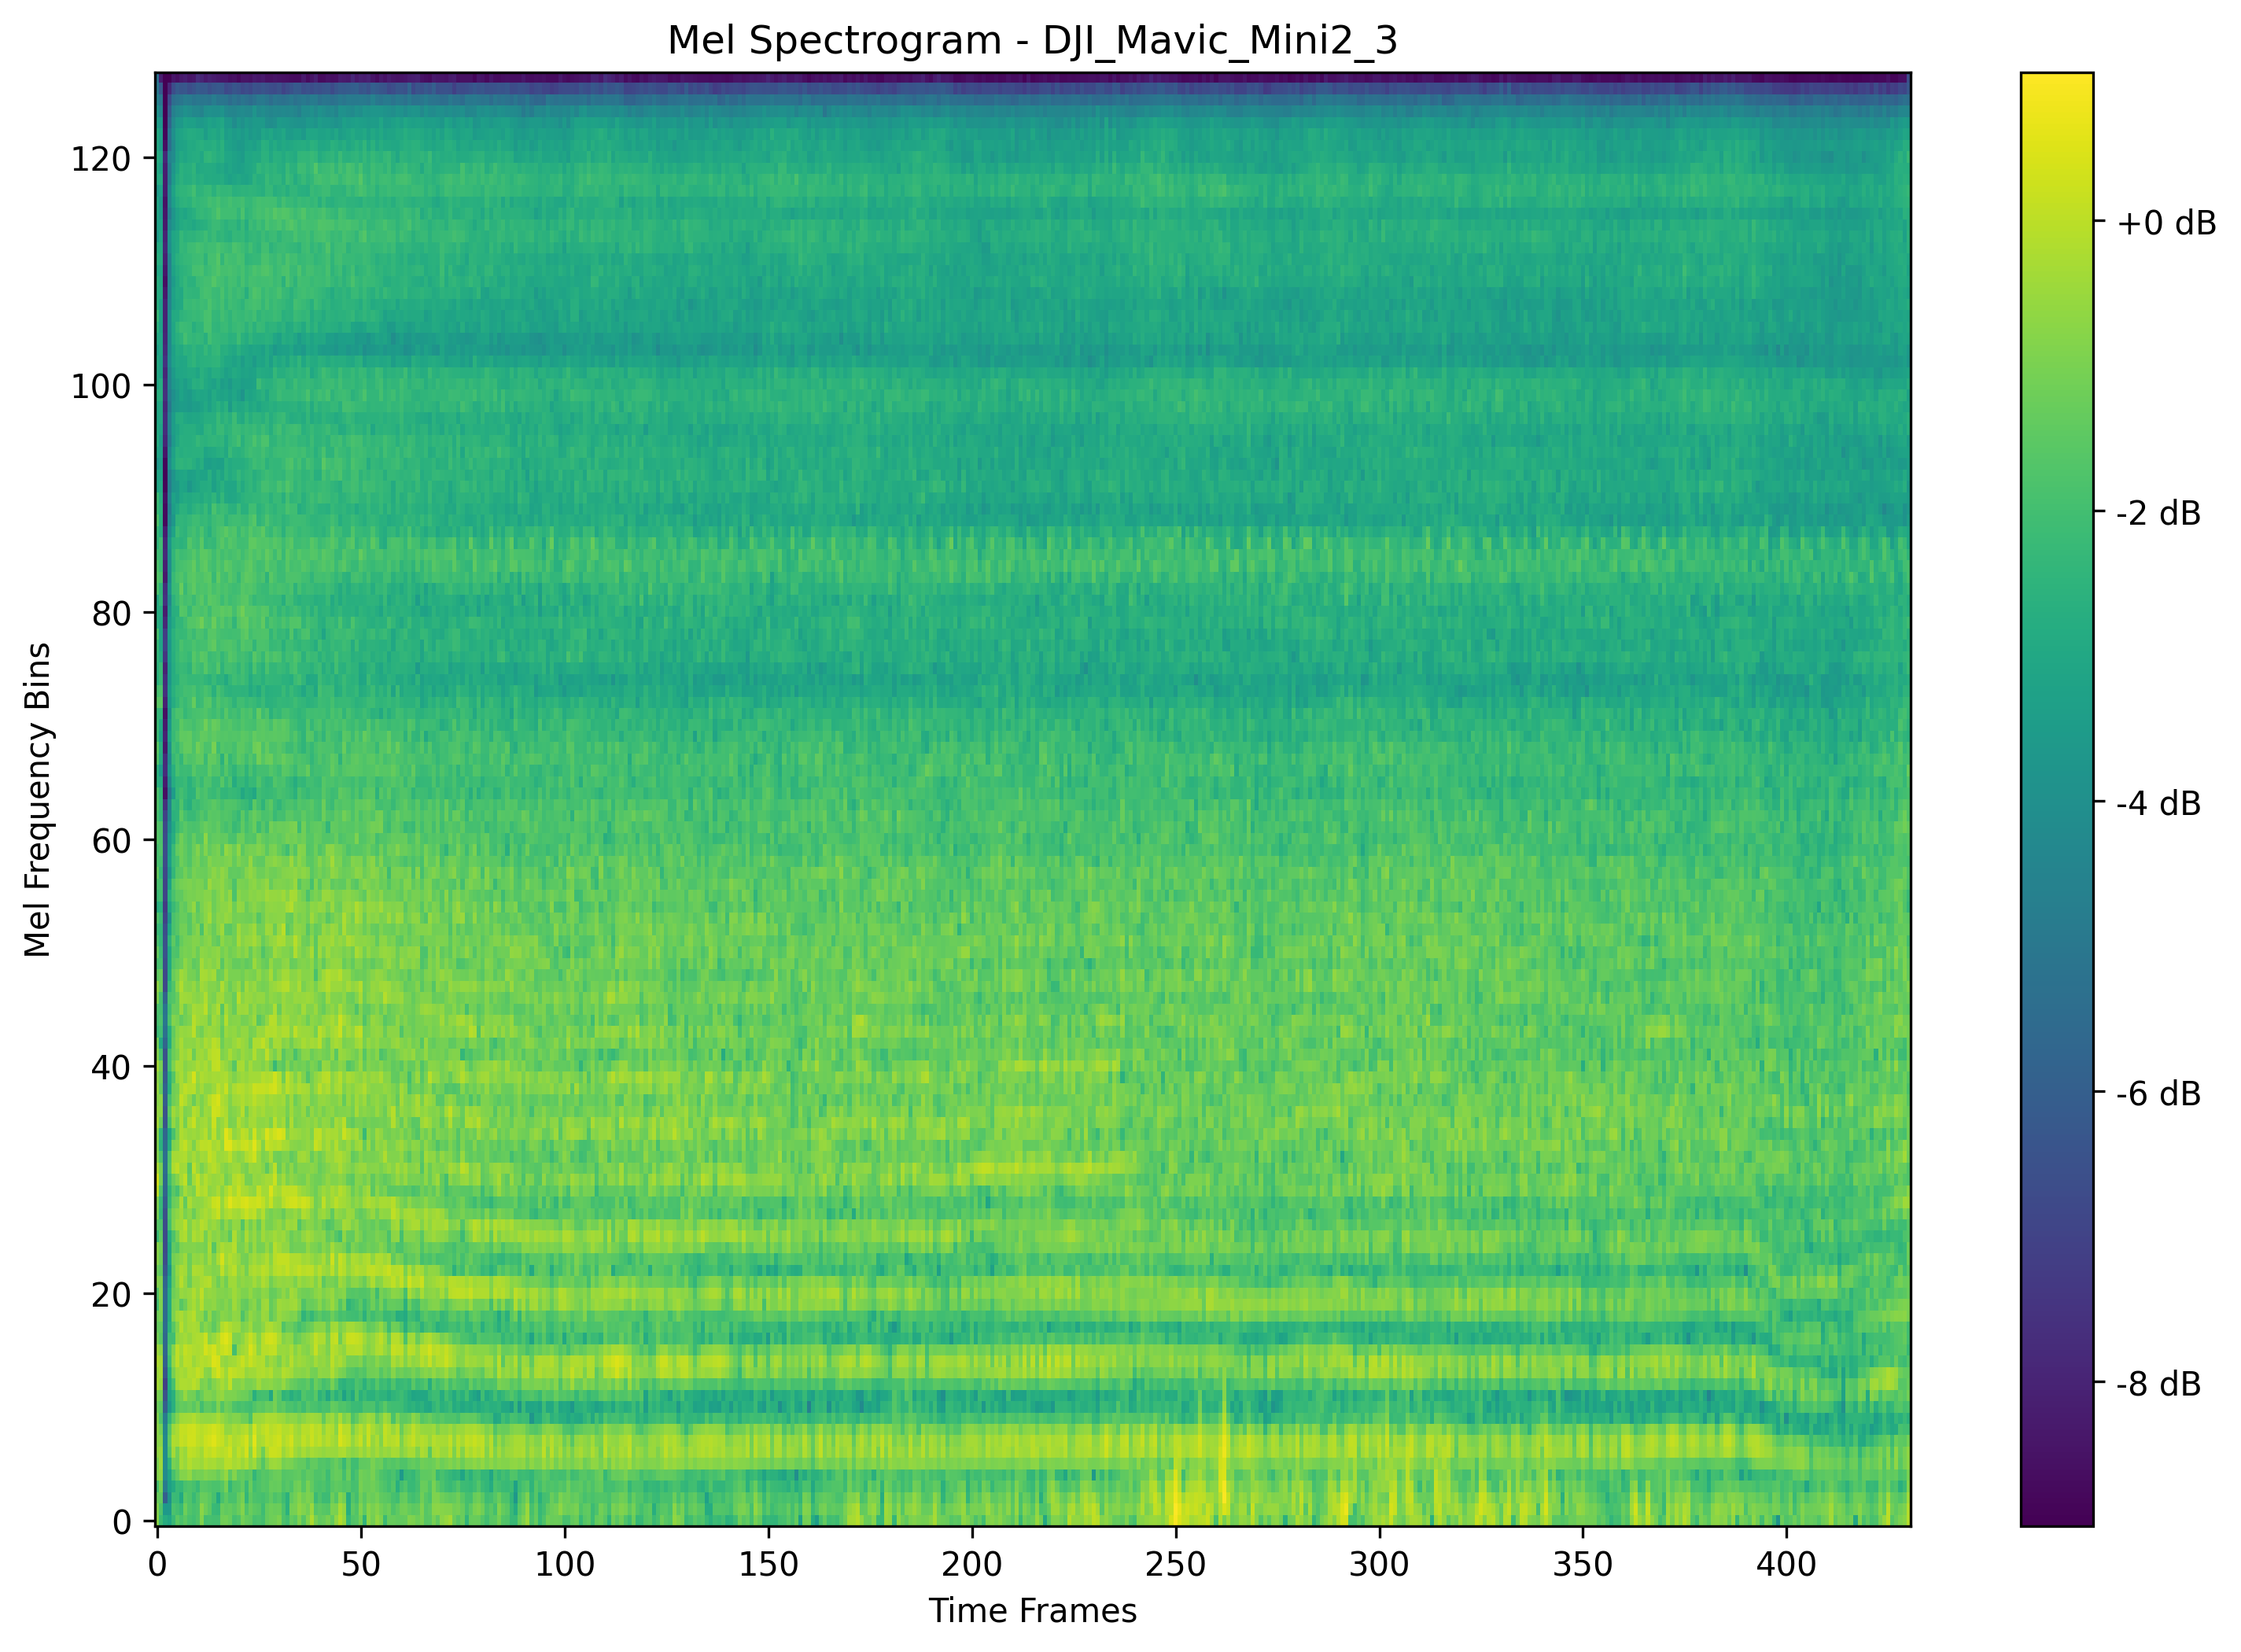 Mel Spectrogram - DJI_Mavic_Mini2_3
Mel Frequency Bins
120
100
80
60
40
20
0
0 50 100 150 200 250 300 350 400
Time Frames
+0 dB
-2 dB
-4 dB
-6 dB
-8 dB